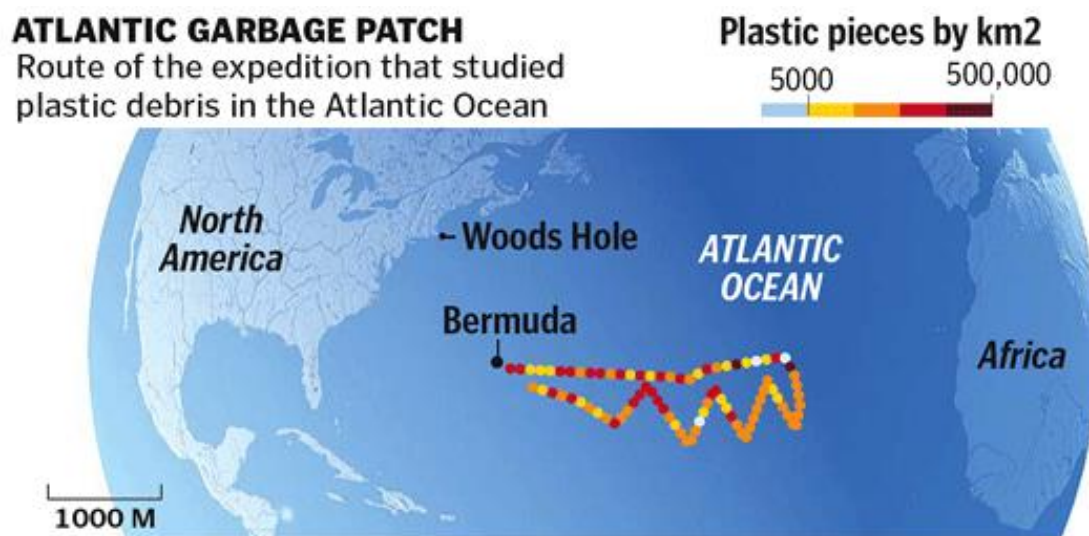 ATLANTIC GARBAGE PATCH
Route of the expedition that studied
plastic debris in the Atlantic Ocean
Plastic pieces by km2
5000
500,000
North
America
Woods Hole
ATLANTIC
OCEAN
Bermuda
Africa
1000 M